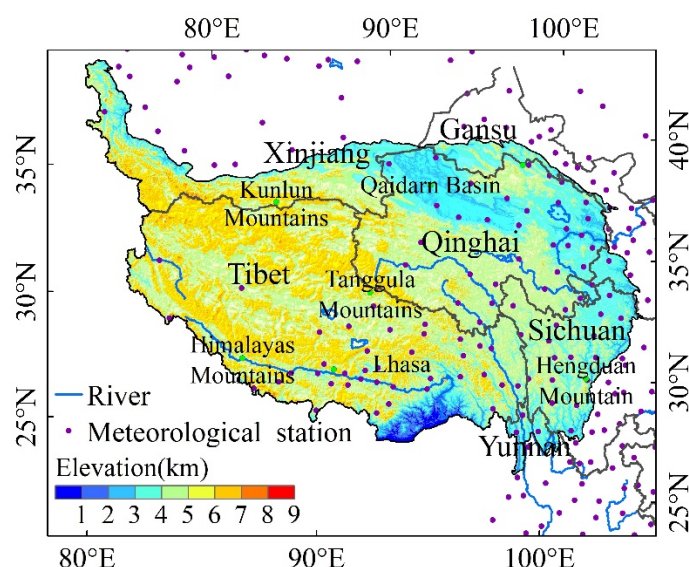 80°E 90°E 100°E
Gansu
40°N
Xinjiang
35°N
Qaidarn Basin
Kunlun
Mountains
Qinghai
35°N
Tibet
Tanggula
Mountains
30°N
Sichuan
Himalayas
Mountains
Lhasa
Hengduan
Mountain
30°N
River
25°N
Meteorological station
Yunnan
Elevation(km)
1 2 3 4 5 6 7 8 9
25°N
80°E 90°E 100°E